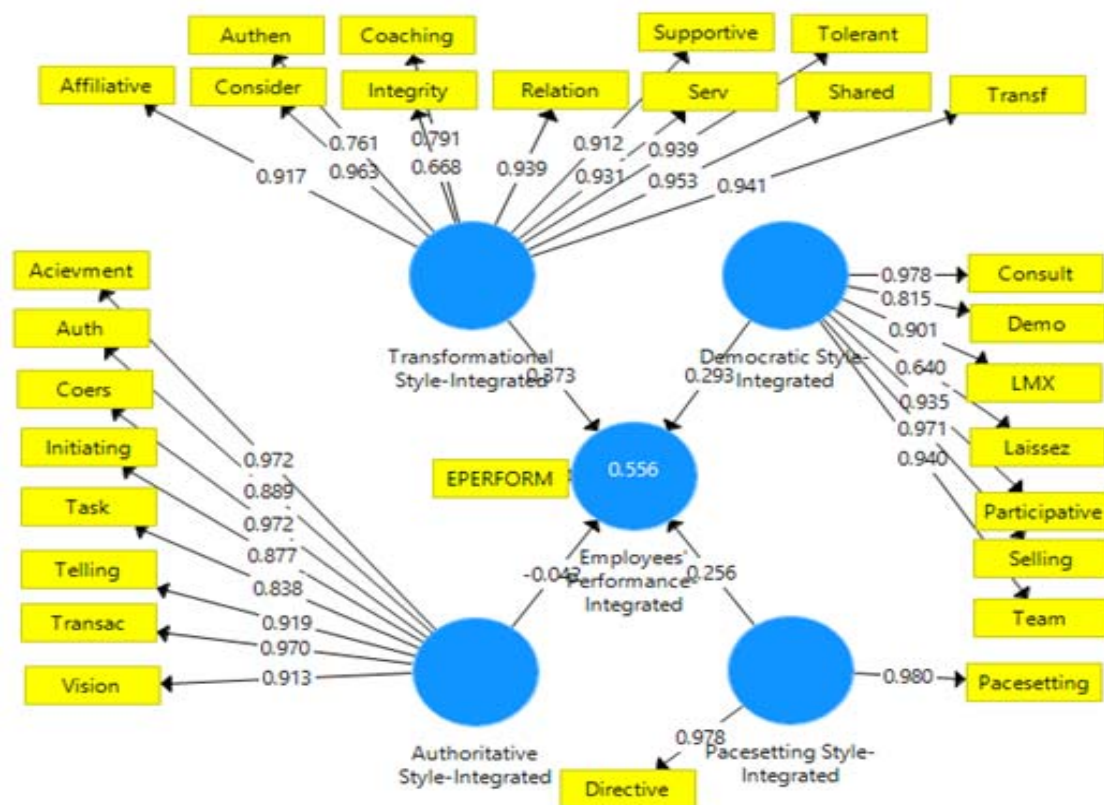 Authen
Coaching
Supportive
Tolerant
Affiliative
Consider
Integrity
Relation
Serv
Shared
Transf
0.917
0.761
0.963
0.791
0.668
0.939
0.912
0.931
0.939
0.953
0.941
Transformational
Style-Integrated
Democratic Style-
Integrated
Acievment
Auth
Coers
Initiating
Task
Telling
Transac
Vision
0.972
0.889
0.972
0.877
0.838
0.919
0.970
0.913
Authoritative
Style-Integrated
0.978
0.815
0.901
0.640
0.935
0.971
0.940
Consult
Demo
LMX
Laissez
Participative
Selling
Team
0.373
0.293
EPERFORM
0.556
Employees'
Performance-
Integrated
-0.042
0.256
Pacesetting Style-
Integrated
0.980
Pacesetting
0.978
Directive